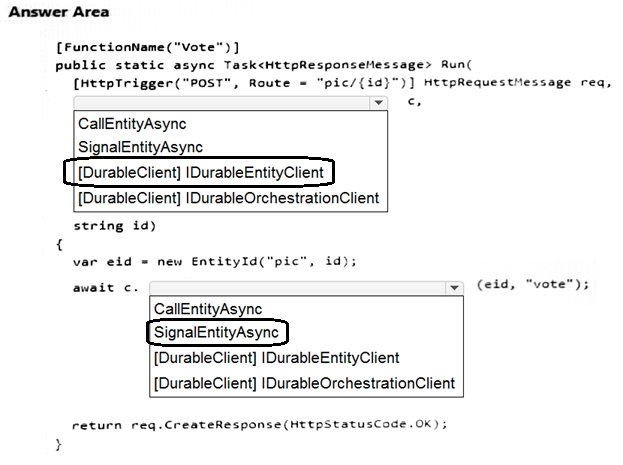 Answer Area
[FunctionName("Vote")]
public static async Task<HttpResponseMessage> Run(
[HttpTrigger("POST", Route = "pic/{id}")] HttpRequestMessage req,
c,
CallEntityAsync
SignalEntityAsync
[DurableClient] IDurableEntityClient
[DurableClient] IDurableOrchestrationClient
string id)
{
var eid = new EntityId("pic", id);
await c. (eid, "vote");
CallEntityAsync
SignalEntityAsync
[DurableClient] IDurableEntityClient
[DurableClient] IDurableOrchestrationClient
return req.CreateResponse(HttpStatusCode.OK);
}